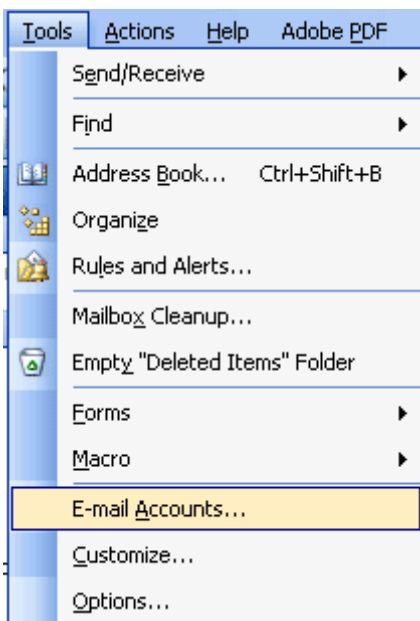 Tools Actions Help Adobe PDF
Send/Receive
Find
Address Book... Ctrl+Shift+B
Organize
Rules and Alerts...
Mailbox Cleanup...
Empty "Deleted Items" Folder
Forms
Macro
E-mail Accounts...
Customize...
Options...